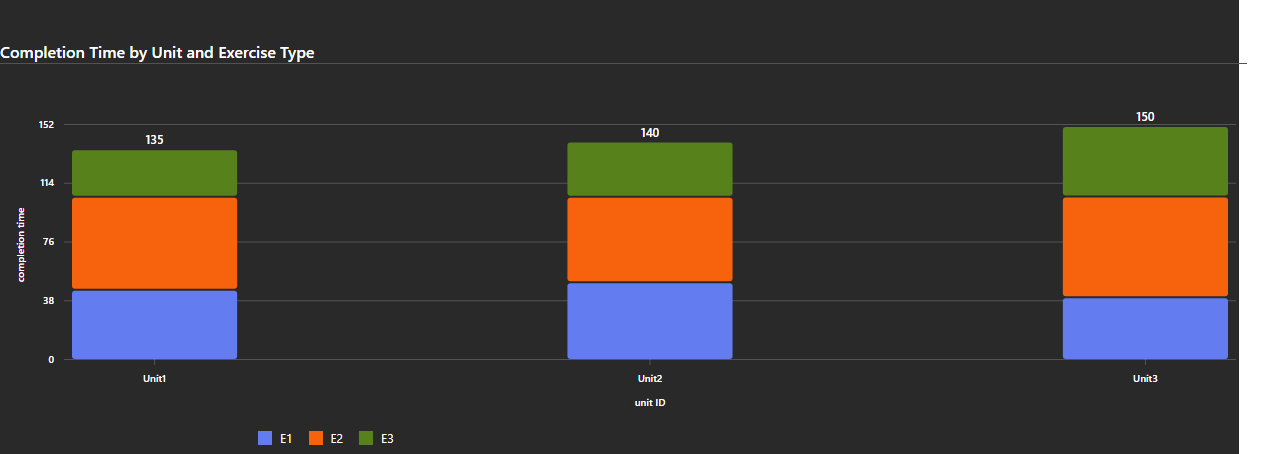 Completion Time by Unit and Exercise Type
150
152
135
140
114
completion time
76
38
0
Unit1 Unit2 Unit3
unit ID
E1 E2 E3